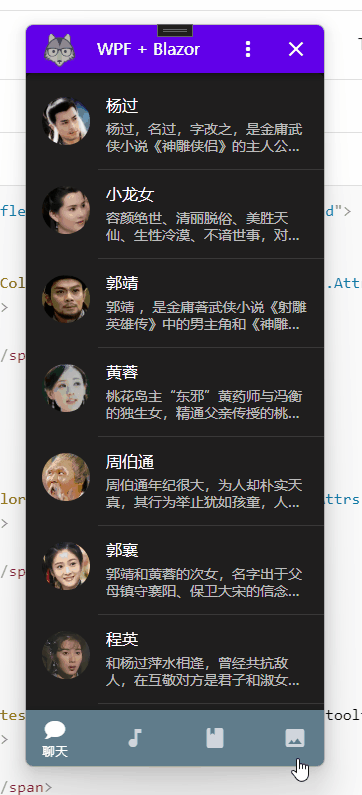 WPF + Blazor
T
杨过
杨过，名过，字改之，是金庸武
侠小说《神雕侠侣》的主人公...
小龙女
容颜绝世、清丽脱俗、美胜天
仙、生性冷漠、不谙世事，对...
郭靖
郭靖 ，是金庸著武侠小说《射雕
英雄传》中的男主角和《神雕...
黄蓉
桃花岛主“东邪”黄药师与冯衡
的独生女，精通父亲传授的桃...
周伯通
周伯通年纪很大，为人却朴实天
真，其行为举止犹如孩童，人...
郭襄
郭靖和黄蓉的次女，名字出于父
母镇守襄阳、保卫大宋的信念...
程英
和杨过萍水相逢，曾经共抗敌
人，在互敬对方是君子和淑女...
聊天
fle
d">
Col
.Attr
>
/sp
lor
Attrs
>
/sp
tes
tool
>
/span>